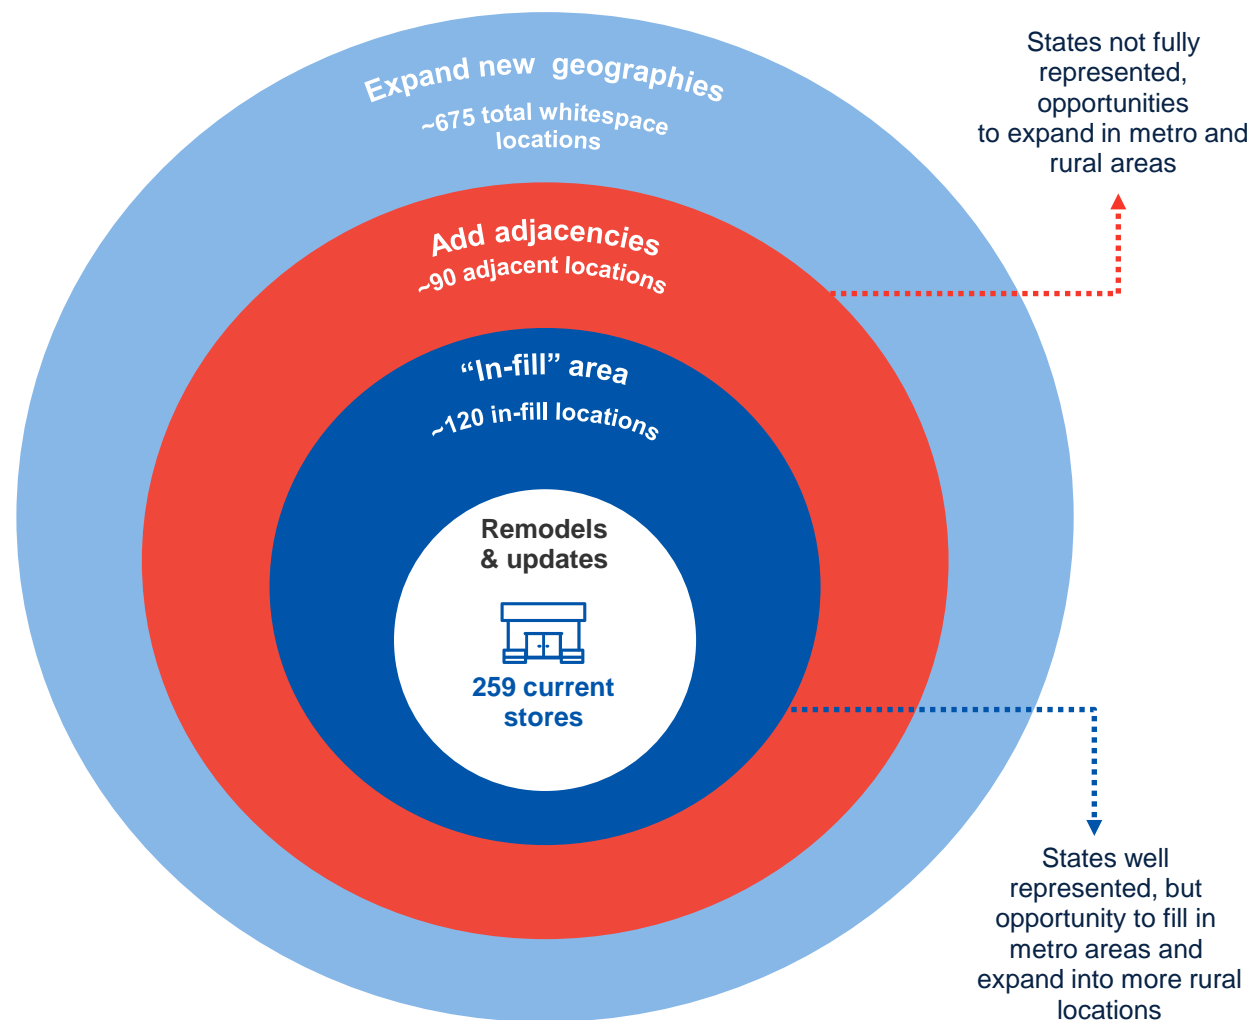 Expand new geographies
~675 total whitespace
locations
Add adjacencies
~90 adjacent locations
“In-fill” area
~120 in-fill locations
Remodels
& updates
259 current
stores
States not fully
represented,
opportunities
to expand in metro and
rural areas
States well
represented, but
opportunity to fill in
metro areas and
expand into more rural
locations